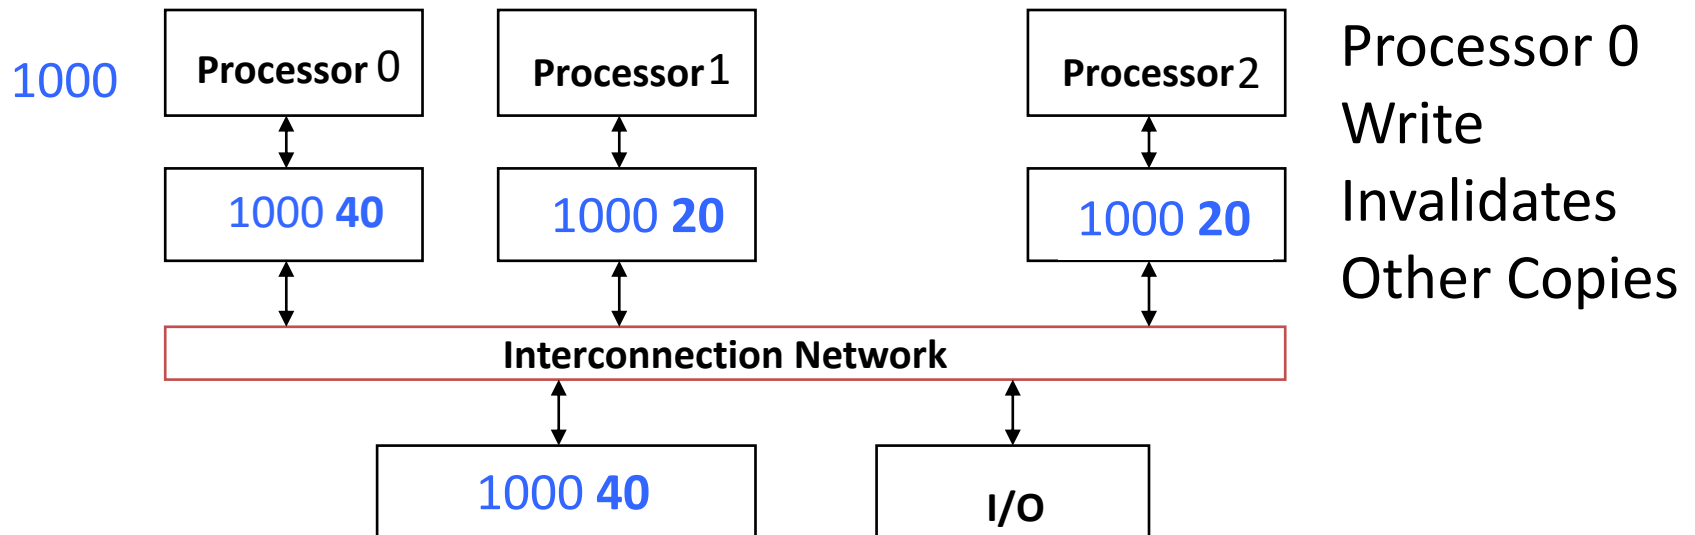 1000
Processor 0
Processor 1
Processor 2
1000 40
1000 20
1000 20
Interconnection Network
1000 40
I/O
Processor 0
Write
Invalidates
Other Copies